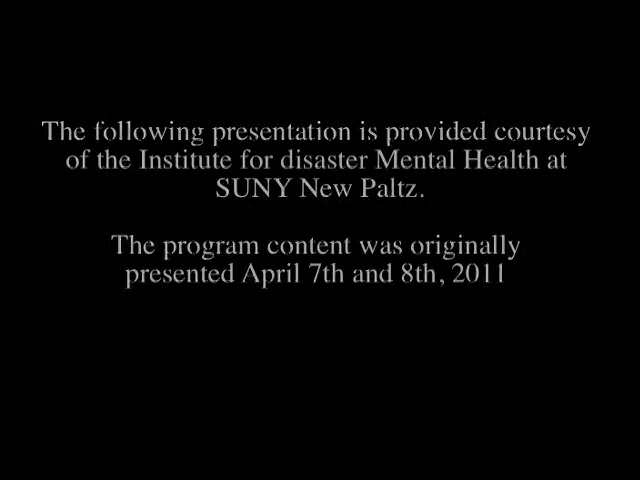 The following presentation is provided courtesy
of the Institute for disaster Mental Health at
SUNY New Paltz.
The program content was originally
presented April 7th and 8th, 2011